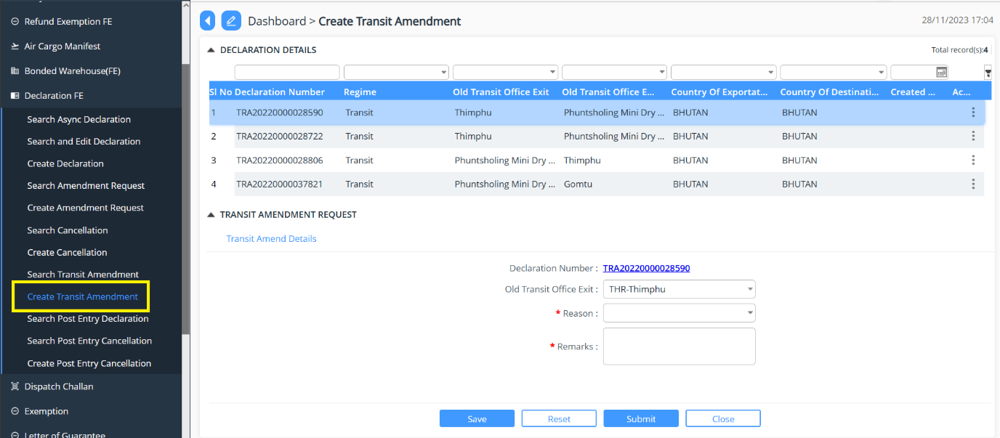 Refund Exemption FE
Air Cargo Manifest
Bonded Warehouse(FE)
Declaration FE
Search Async Declaration
Search and Edit Declaration
Create Declaration
Search Amendment Request
Create Amendment Request
Search Cancellation
Create Cancellation
Search Transit Amendment
Create Transit Amendment
Search Post Entry Declaration
Search Post Entry Cancellation
Create Post Entry Cancellation
Dispatch Challan
Exemption
Letter of Guarantee
Dashboard > Create Transit Amendment
28/11/2023 17:04
DECLARATION DETAILS
Total record(s):4
Sl No Declaration Number Regime Old Transit Office Exit Old Transit Office E... Country Of Exportat... Country Of Destinati... Created ... Ac...
1 TRA20220000028590 Transit Thimphu Phuntsholing Mini Dry ... BHUTAN BHUTAN
2 TRA20220000028722 Transit Thimphu Phuntsholing Mini Dry ... BHUTAN BHUTAN
3 TRA20220000028806 Transit Phuntsholing Mini Dry ... Thimphu BHUTAN BHUTAN
4 TRA20220000037821 Transit Phuntsholing Mini Dry ... Gomtu BHUTAN BHUTAN
TRANSIT AMENDMENT REQUEST
Transit Amend Details
Declaration Number : TRA20220000028590
Old Transit Office Exit : THR-Thimphu
* Reason :
* Remarks :
Save Reset Submit Close